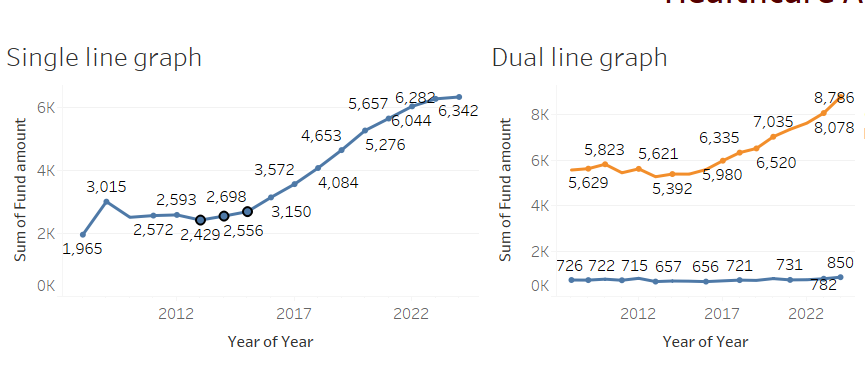 Healthcare A
Single line graph
Dual line graph
Sum of Fund amount
6K
4K
2K
0K
1,965
3,015
2,572
2,593
2,429
2,698
2,556
3,150
3,572
4,084
4,653
5,276
5,657
6,044
6,282
6,342
2012
2017
2022
Year of Year
Sum of Fund amount
8K
6K
4K
2K
0K
5,629
5,823
5,621
5,392
5,980
6,335
6,520
7,035
8,078
8,786
726
722
715
657
656
721
731
782
850
2012
2017
2022
Year of Year